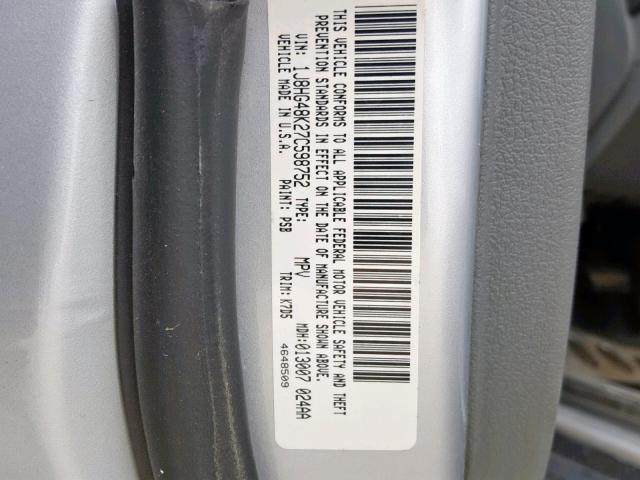 THIS VEHICLE CONFORMS TO ALL APPLICABLE FEDERAL MOTOR VEHICLE SAFETY AND THEFT
PREVENTION STANDARDS IN EFFECT ON THE DATE OF MANUFACTURE SHOWN ABOVE.
VIN: 1J8HG48K27C598752 TYPE: MPV MDH:013007 024AA
VEHICLE MADE IN U.S.A. PAINT: PSB TRIM: K7D5 4648509